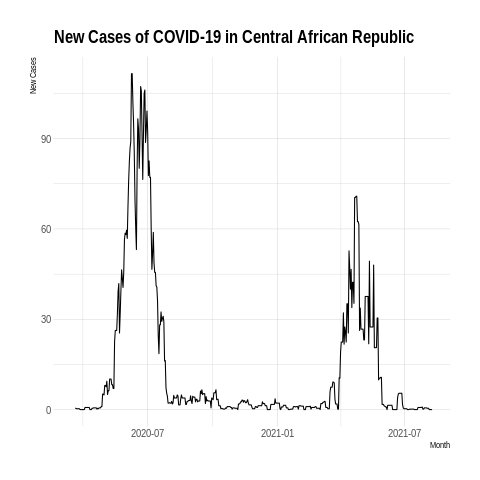 New Cases of COVID-19 in Central African Republic
New Cases
90
60
30
0
2020-07 2021-01 2021-07
Month